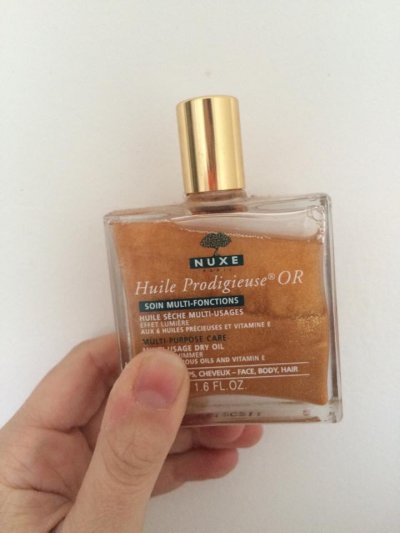 NUXE
Huile Prodigieuse® OR
SOIN MULTI-FONCTIONS
HUILE SÈCHE MULTI-USAGES
EFFET LUMIÈRE
AUX 6 HUILES PRÉCIEUSES ET VITAMINE E
MULTI-PURPOSE CARE
USAGE DRY OIL
SHIMMER
OILS AND VITAMIN E
CHEVEUX – FACE, BODY, HAIR
1.6 FL.OZ.